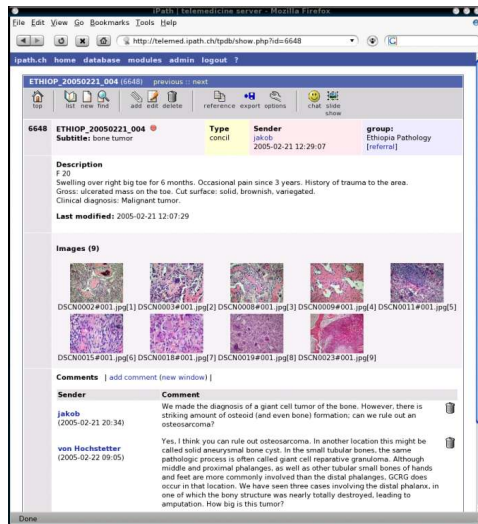 iPath | telemedicine server - Mozilla Firefox
File Edit View Go Bookmarks Tools Help
http://telemed.ipath.ch/tpdb/show.php?id=6648
ipath.ch home database modules admin logout ?
ETHIOP_20050221_004 (6648) previous :: next
top list new find add edit delete reference export options chat slide show
6648 ETHIOP_20050221_004 Type Sender group:
Subtitle: bone tumor concil jakob Ethiopia Pathology
2005-02-21 12:29:07 [referral]
Description
F 20
Swelling over right big toe for 6 months. Occasional pain since 3 years. History of trauma to the area.
Gross: ulcerated mass on the toe. Cut surface: solid, brownish, variegated.
Clinical diagnosis: Malignant tumor.
Last modified: 2005-02-21 12:07:29
Images (9)
DSCN0002#001.jpg[1] DSCN0003#001.jpg[2] DSCN0008#001.jpg[3] DSCN0009#001.jpg[4] DSCN0011#001.jpg[5]
DSCN0015#001.jpg[6] DSCN0018#001.jpg[7] DSCN0019#001.jpg[8] DSCN0023#001.jpg[9]
Comments | add comment (new window) |
Sender Comment
jakob
(2005-02-21 20:34)
We made the diagnosis of a giant cell tumor of the bone. However, there is
striking amount of osteoid (and even bone) formation; can we rule out an
osteosarcoma?
von Hochstetter
(2005-02-22 09:05)
Yes, I think you can rule out osteosarcoma. In another location this might be
called solid aneurysmal bone cyst. In the small tubular bones, the same
pathologic process is often called giant cell reparative granuloma. Although
middle and proximal phalanges, as well as other tubular small bones of hands
and feet are more commonly involved than the distal phalanges, GCRG does
occur in that location. We have seen three cases involving the distal phalanx, in
one of which the bony structure was nearly totally destroyed, leading to
amputation. How big is this tumor?
Done